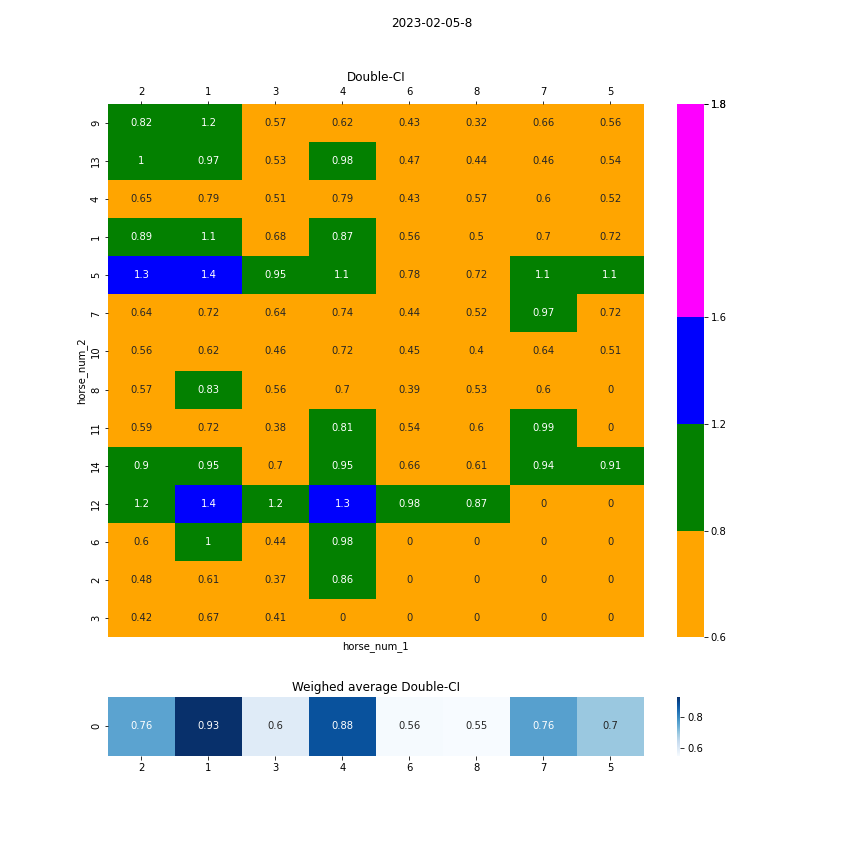 2023-02-05-8
Double-CI
2 1 3 4 6 8 7 5
9 0.82 1.2 0.57 0.62 0.43 0.32 0.66 0.56
13 1 0.97 0.53 0.98 0.47 0.44 0.46 0.54
4 0.65 0.79 0.51 0.79 0.43 0.57 0.6 0.52
1 0.89 1.1 0.68 0.87 0.56 0.5 0.7 0.72
5 1.3 1.4 0.95 1.1 0.78 0.72 1.1 1.1
7 0.64 0.72 0.64 0.74 0.44 0.52 0.97 0.72
10 0.56 0.62 0.46 0.72 0.45 0.4 0.64 0.51
8 0.57 0.83 0.56 0.7 0.39 0.53 0.6 0
11 0.59 0.72 0.38 0.81 0.54 0.6 0.99 0
14 0.9 0.95 0.7 0.95 0.66 0.61 0.94 0.91
12 1.2 1.4 1.2 1.3 0.98 0.87 0 0
6 0.6 1 0.44 0.98 0 0 0 0
2 0.48 0.61 0.37 0.86 0 0 0 0
3 0.42 0.67 0.41 0 0 0 0 0
horse_num_2
horse_num_1
1.8
1.6
1.2
0.8
0.6
Weighed average Double-CI
0 0.76 0.93 0.6 0.88 0.56 0.55 0.76 0.7
2 1 3 4 6 8 7 5
0.8
0.6